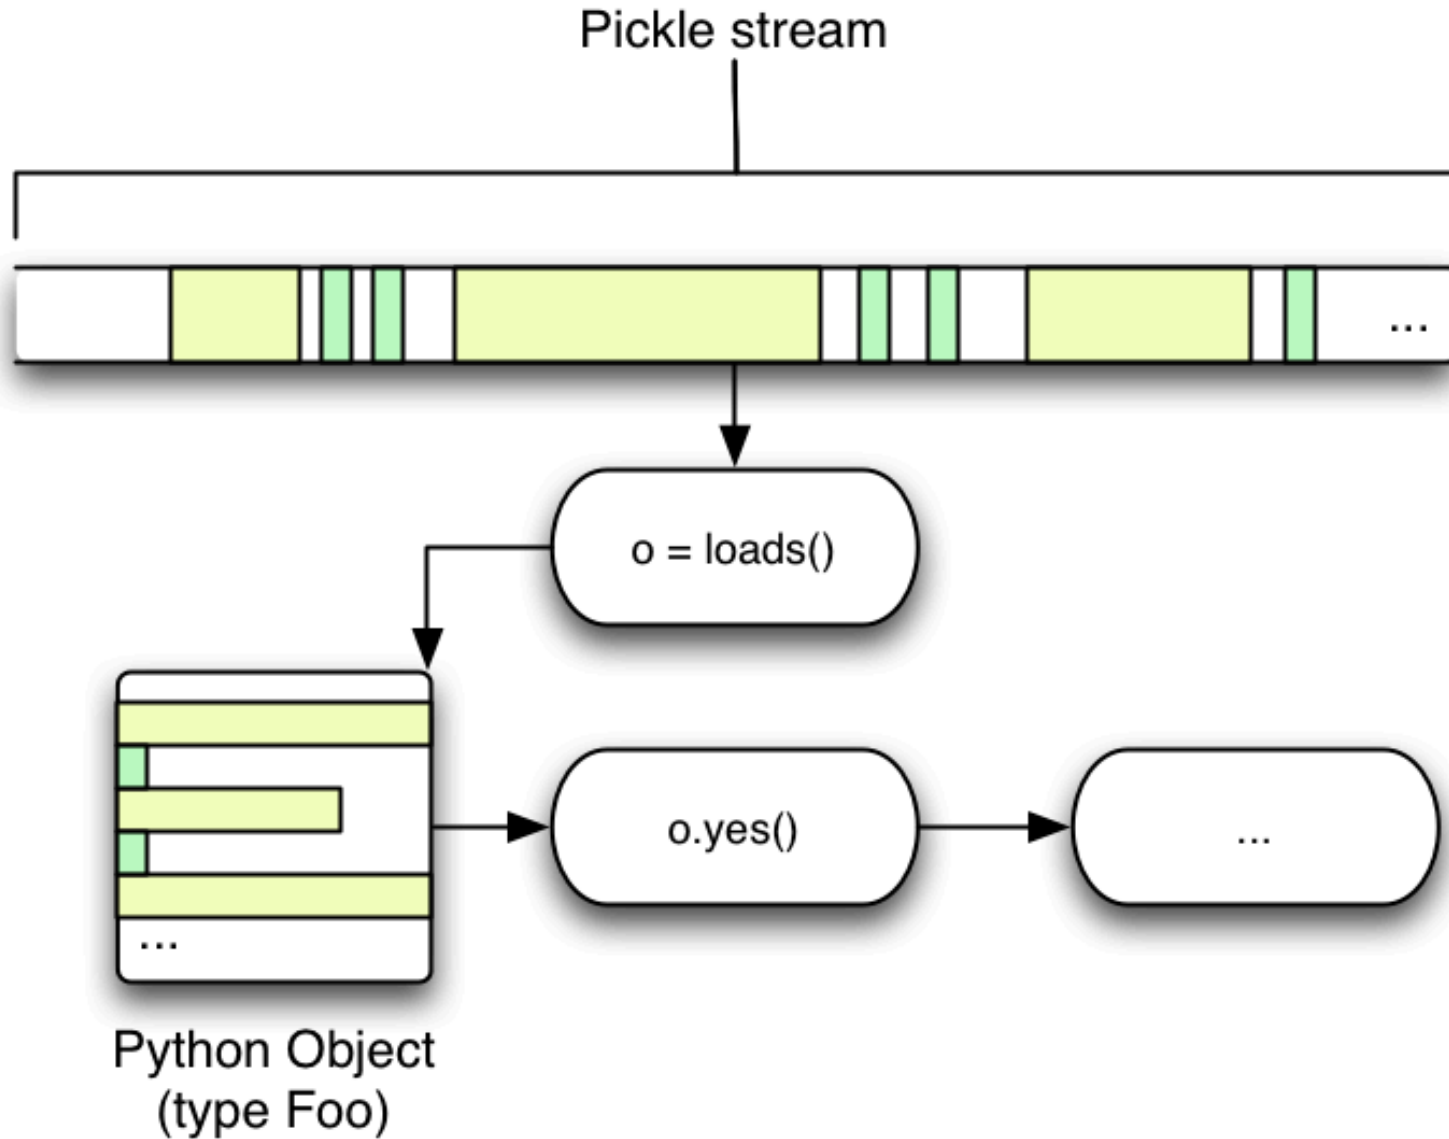 Pickle stream
...
o = loads()
o.yes()
...
...
Python Object
(type Foo)